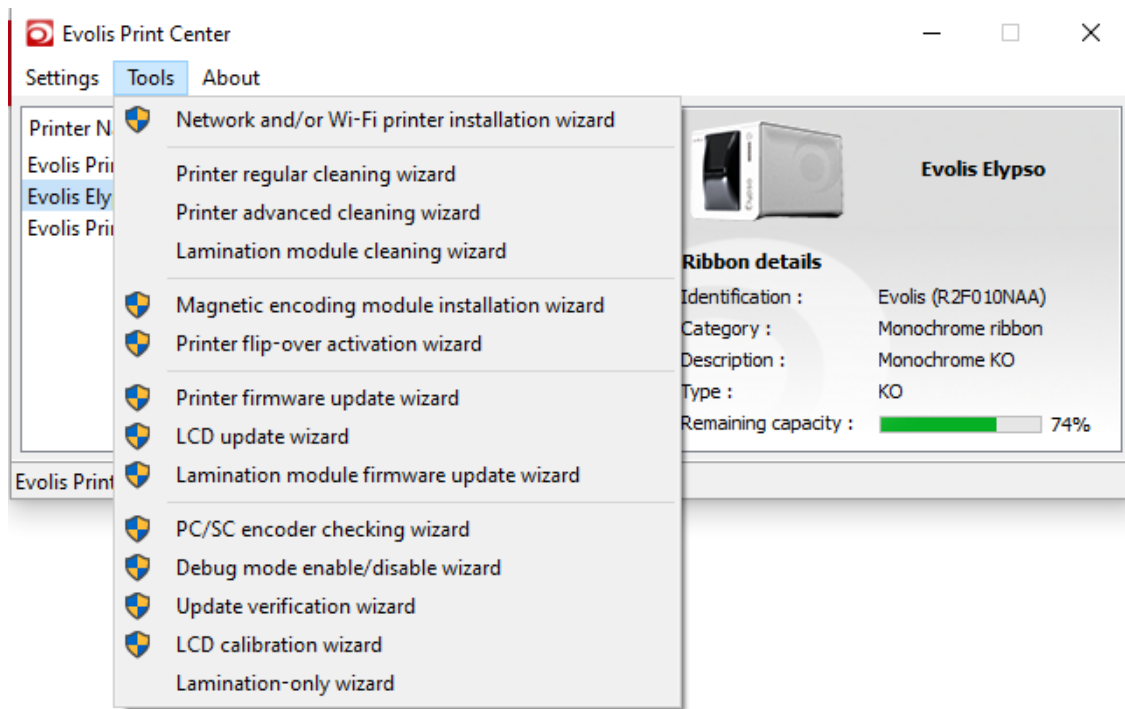 Evolis Print Center
Settings Tools About
Printer N
Evolis Pri
Evolis Ely
Evolis Pri
Evolis Print
Network and/or Wi-Fi printer installation wizard
Printer regular cleaning wizard
Printer advanced cleaning wizard
Lamination module cleaning wizard
Magnetic encoding module installation wizard
Printer flip-over activation wizard
Printer firmware update wizard
LCD update wizard
Lamination module firmware update wizard
PC/SC encoder checking wizard
Debug mode enable/disable wizard
Update verification wizard
LCD calibration wizard
Lamination-only wizard
Evolis Elypso
Ribbon details
Identification : Evolis (R2F010NAA)
Category : Monochrome ribbon
Description : Monochrome KO
Type : KO
Remaining capacity : 74%